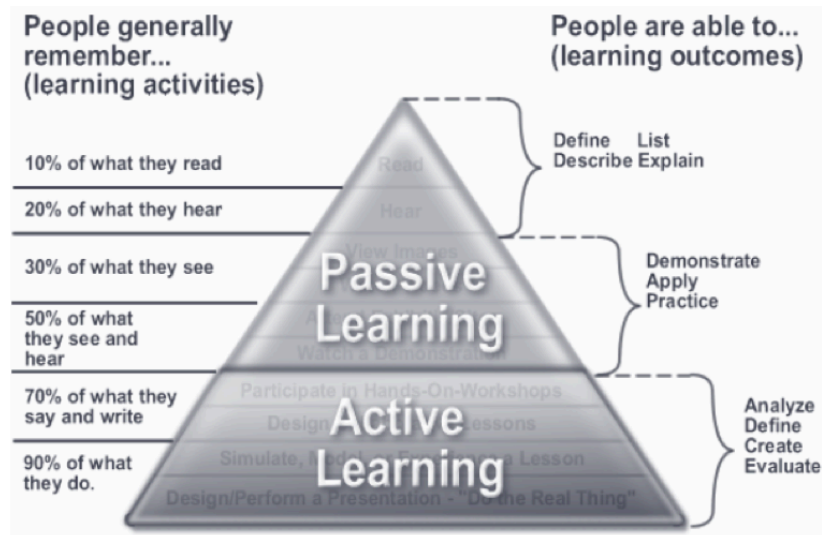 People generally
remember...
(learning activities)
People are able to...
(learning outcomes)
10% of what they read
20% of what they hear
30% of what they see
50% of what
they see and
hear
70% of what they
say and write
90% of what
they do.
Read
Hear
View Images
Passive
Learning
Watch a Demonstration
Participate in Hands-On-Workshops
Design Lessons
Active
Simulate, Model, a Lesson
Learning
Design/Perform a Presentation - "Do the Real Thing"
Define List
Describe Explain
Demonstrate
Apply
Practice
Analyze
Define
Create
Evaluate